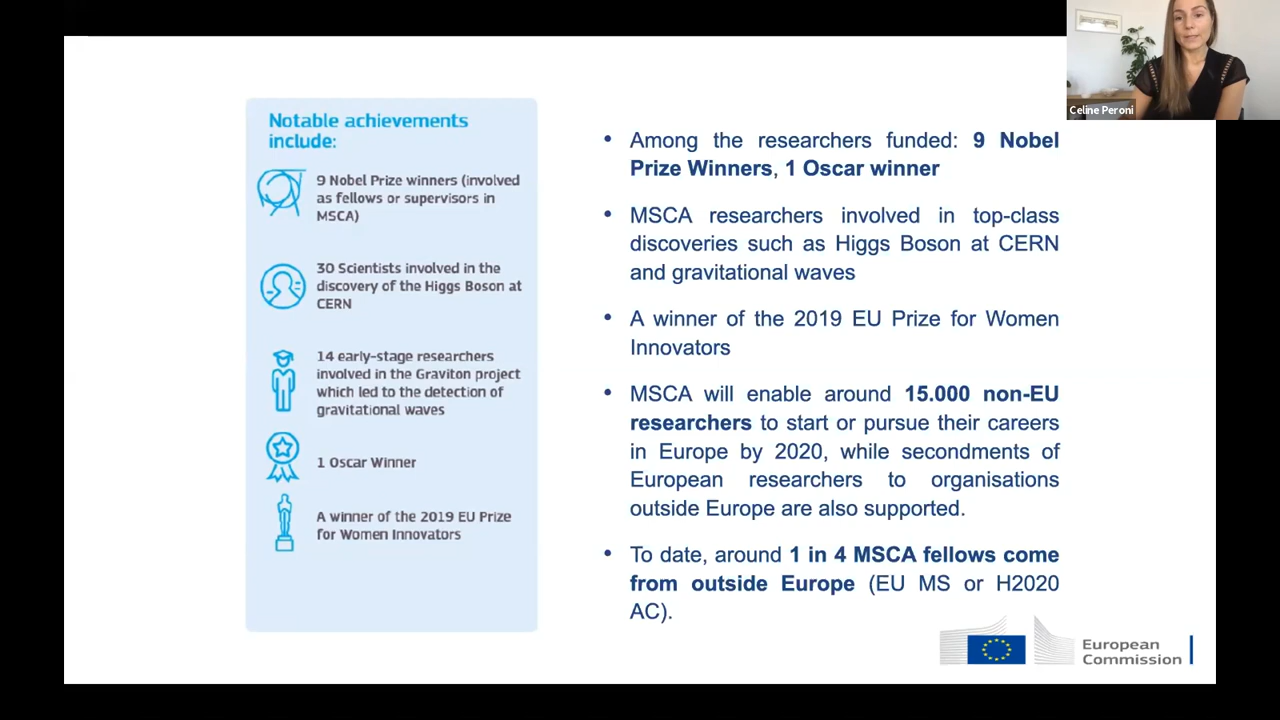 Celine Peroni
Notable achievements
include:
9 Nobel Prize winners (involved
as fellows or supervisors in
MSCA)
30 Scientists involved in the
discovery of the Higgs Boson at
CERN
14 early-stage researchers
involved in the Graviton project
which led to the detection of
gravitational waves
1 Oscar Winner
A winner of the 2019 EU Prize
for Women Innovators
• Among the researchers funded: 9 Nobel
Prize Winners, 1 Oscar winner
• MSCA researchers involved in top-class
discoveries such as Higgs Boson at CERN
and gravitational waves
• A winner of the 2019 EU Prize for Women
Innovators
• MSCA will enable around 15.000 non-EU
researchers to start or pursue their careers
in Europe by 2020, while secondments of
European researchers to organisations
outside Europe are also supported.
• To date, around 1 in 4 MSCA fellows come
from outside Europe (EU MS or H2020
AC).
European
Commission